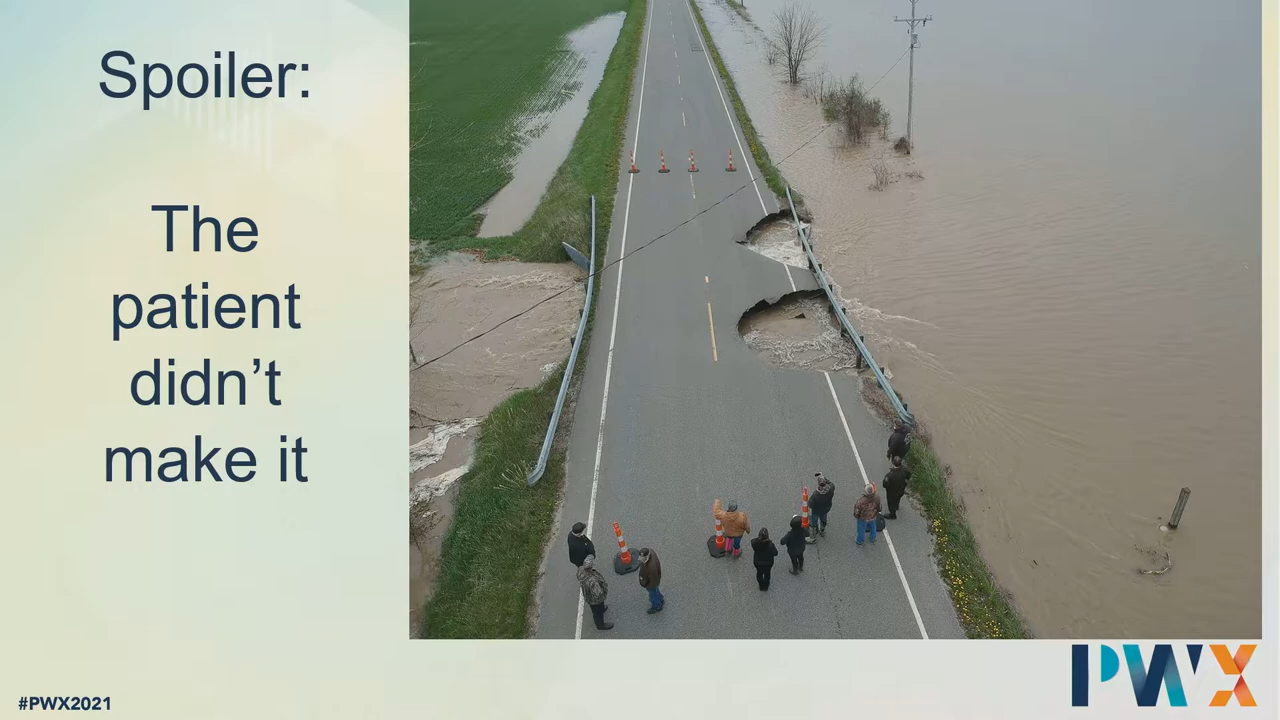 Spoiler:
The
patient
didn't
make it
#PWX2021
PWX